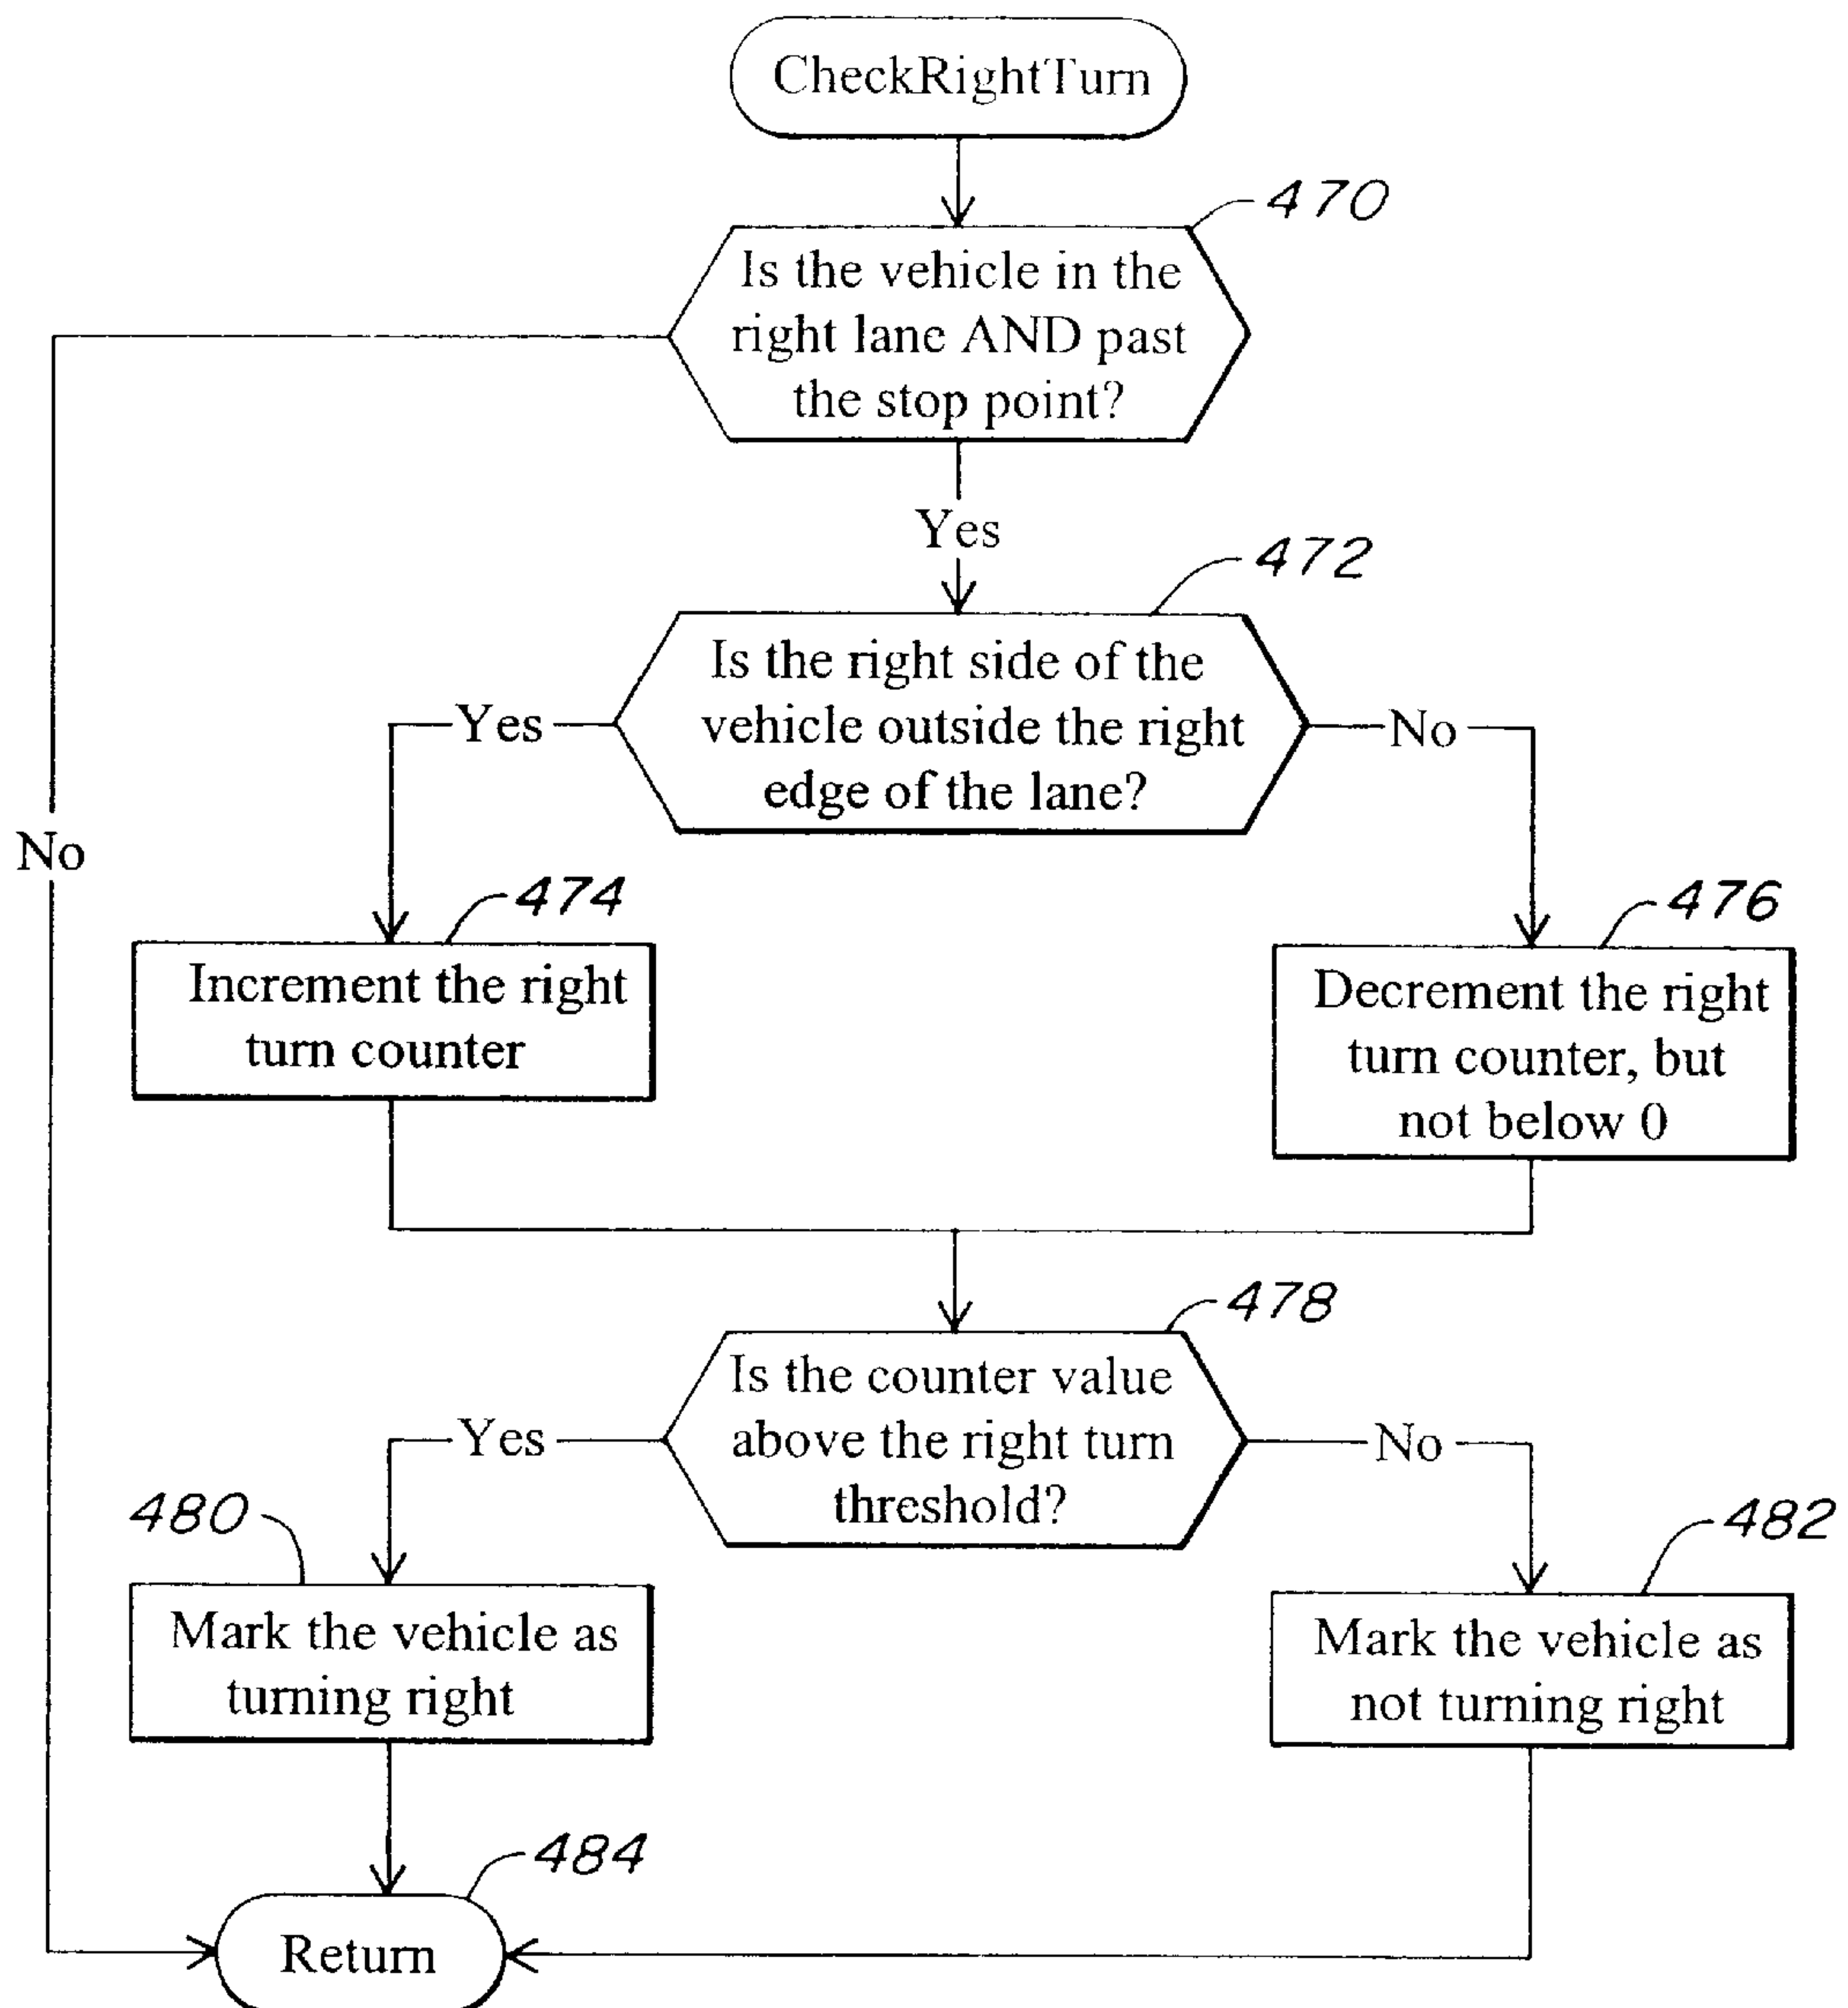 CheckRightTurn
470
Is the vehicle in the
right lane AND past
the stop point?
Yes
472
Is the right side of the
vehicle outside the right
edge of the lane?
Yes
No
No
474
Increment the right
turn counter
476
Decrement the right
turn counter, but
not below 0
478
Is the counter value
above the right turn
threshold?
Yes
No
480
Mark the vehicle as
turning right
482
Mark the vehicle as
not turning right
484
Return